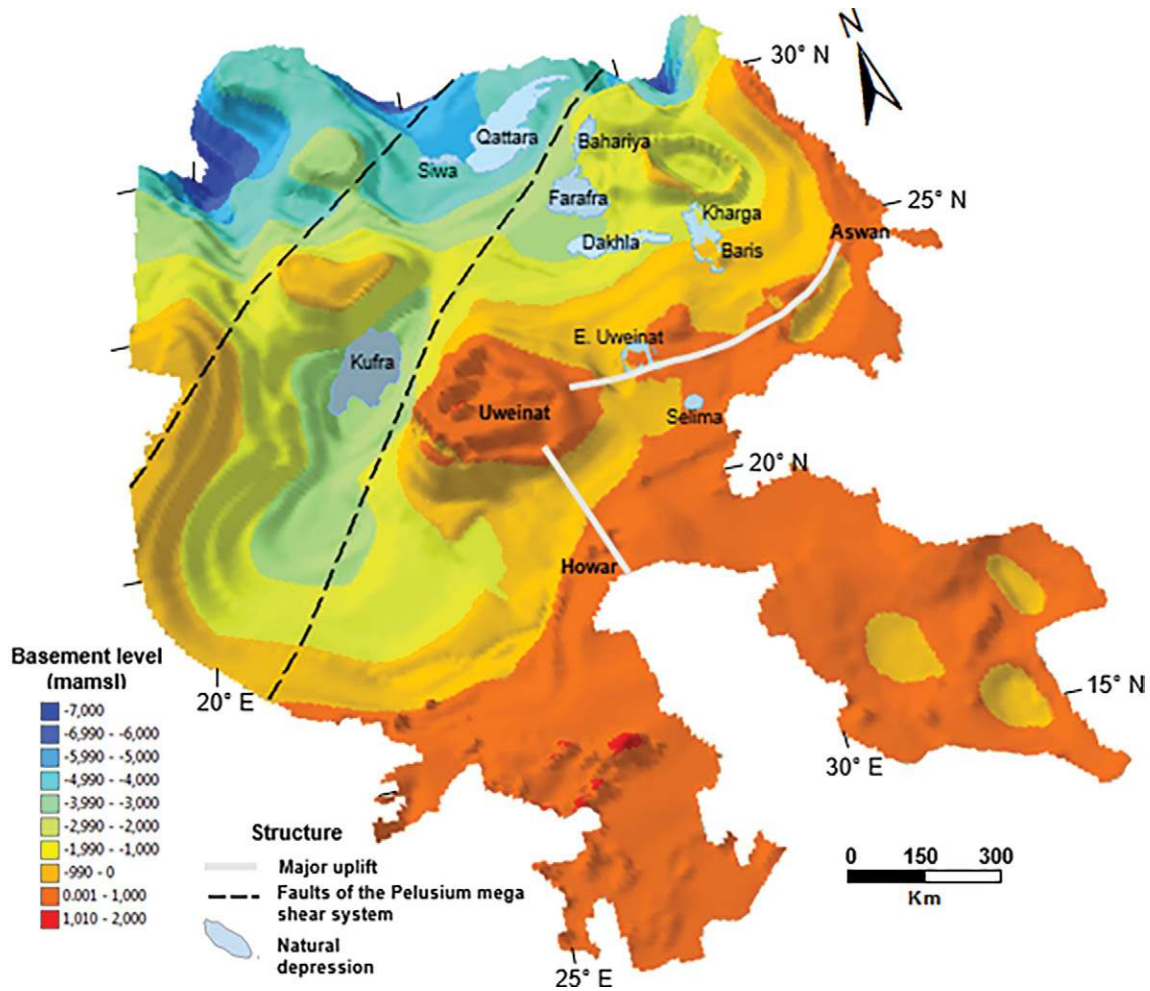 N
30° N
Qattara
Bahariya
Siwa
Farafra
Kharga
25° N
Aswan
Dakhla
Baris
E. Uweinat
Kufra
Uweinat
Selima
20° N
Howar
Basement level
(mamsl)
20° E
15° N
-7,000
-6,990 - -6,000
-5,990 - -5,000
-4,990 - -4,000
-3,990 - -3,000
-2,990 - -2,000
-1,990 - -1,000
-990 - 0
0.001 - 1,000
1,010 - 2,000
30° E
Structure
Major uplift
Faults of the Pelusium mega
shear system
Natural
depression
0 150 300
Km
25° E